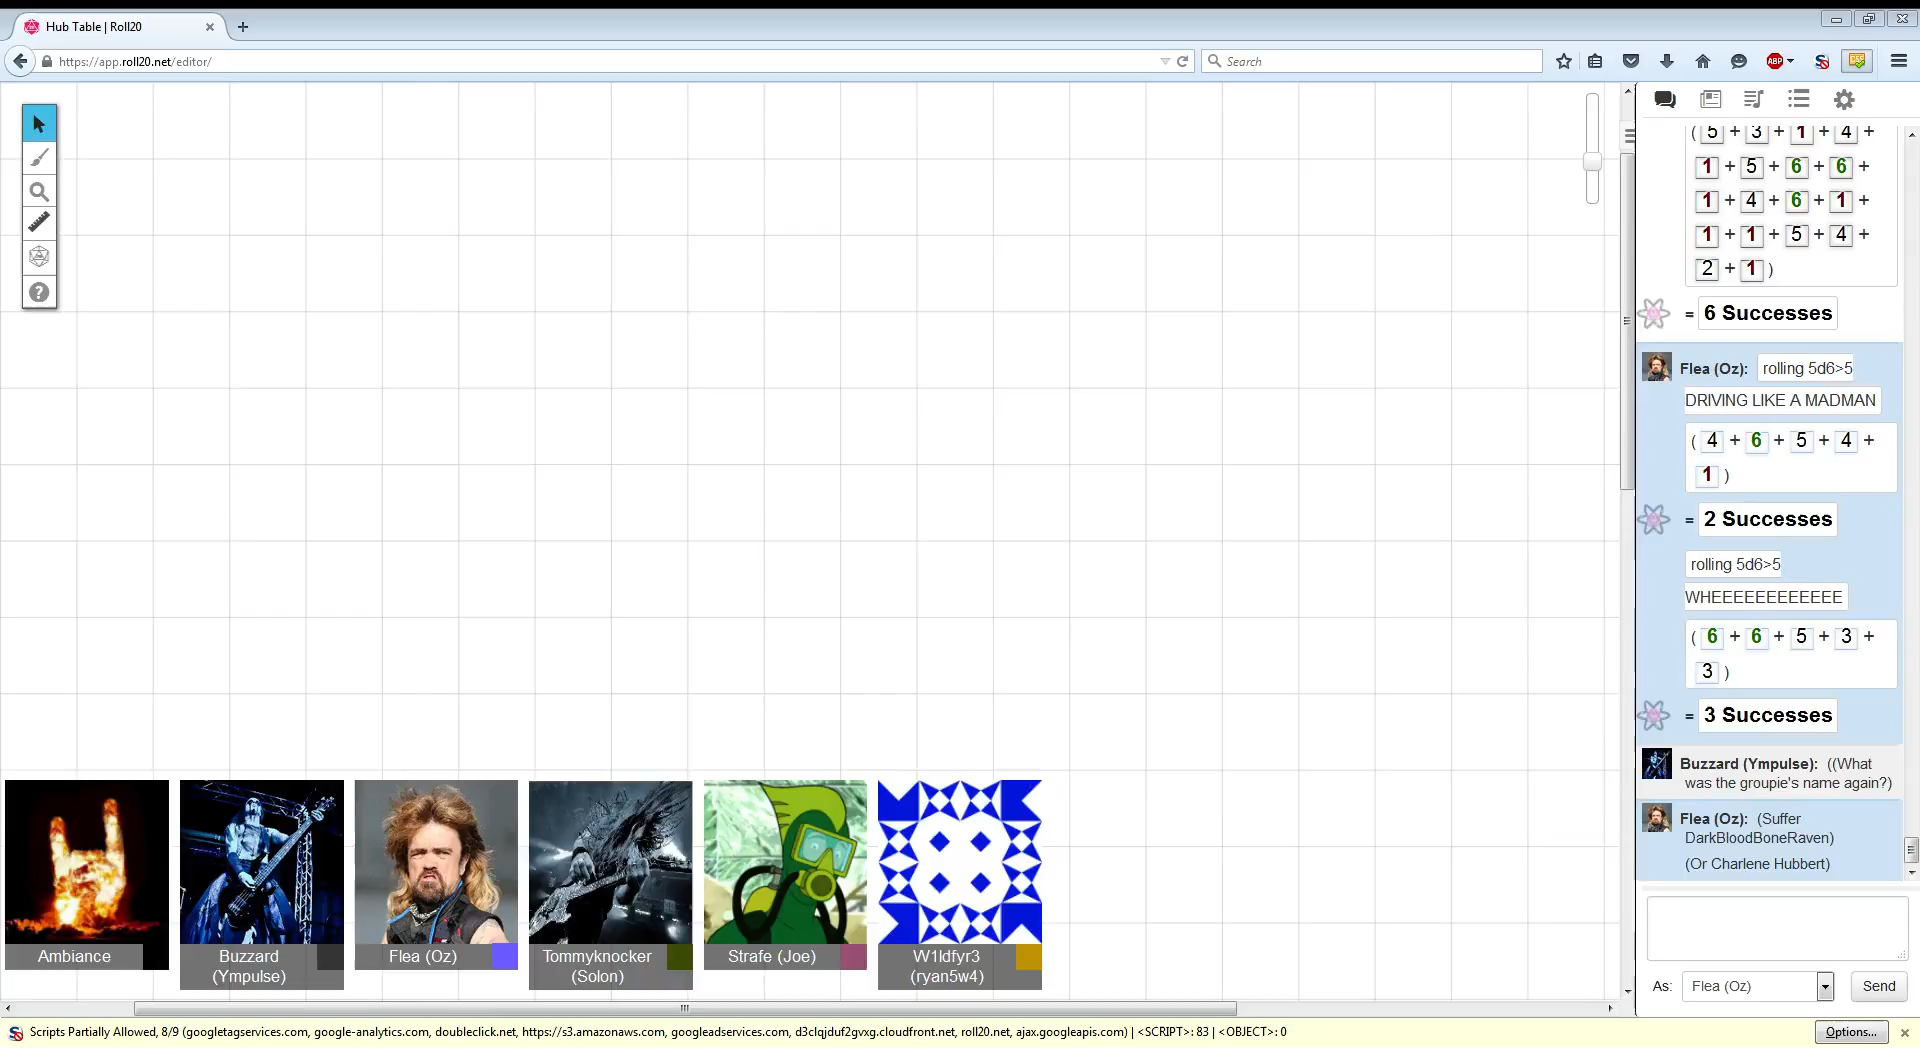 Hub Table | Roll20
https://app.roll20.net/editor/
Search
ABP
( 5 + 3 + 1 + 4 +
1 + 5 + 6 + 6 +
1 + 4 + 6 + 1 +
1 + 1 + 5 + 4 +
2 + 1 )
= 6 Successes
Flea (Oz): rolling 5d6>5
DRIVING LIKE A MADMAN
( 4 + 6 + 5 + 4 +
1 )
= 2 Successes
rolling 5d6>5
WHEEEEEEEEEEEE
( 6 + 6 + 5 + 3 +
3 )
= 3 Successes
Buzzard (Ympulse): ((What
was the groupie's name again?)
Flea (Oz): (Suffer
DarkBloodBoneRaven)
(Or Charlene Hubbert)
Ambiance
Buzzard
(Ympulse)
Flea (Oz)
Tommyknocker
(Solon)
Strafe (Joe)
W1ldfyr3
(ryan5w4)
As: Flea (Oz) Send
Scripts Partially Allowed, 8/9 (googletagservices.com, google-analytics.com, doubleclick.net, https://s3.amazonaws.com, googleadservices.com, d3clqjduf2gvxg.cloudfront.net, roll20.net, ajax.googleapis.com) | <SCRIPT>: 83 | <OBJECT>: 0
Options...